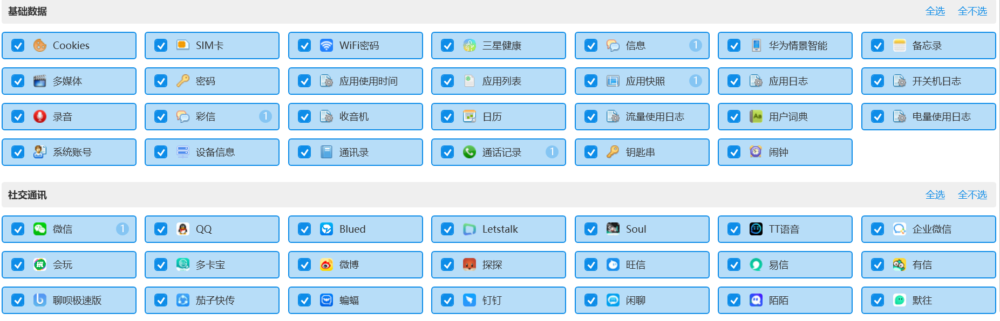 基础数据 全选 全不选
Cookies SIM卡 WiFi密码 三星健康 信息 1 华为情景智能 备忘录
多媒体 密码 应用使用时间 应用列表 应用快照 1 应用日志 开关机日志
录音 彩信 1 收音机 日历 流量使用日志 用户词典 电量使用日志
系统账号 设备信息 通讯录 通话记录 1 钥匙串 闹钟
社交通讯 全选 全不选
微信 1 QQ Blued Letstalk Soul TT语音 企业微信
会玩 多卡宝 微博 探探 旺信 易信 有信
聊呗极速版 茄子快传 蝙蝠 钉钉 闲聊 陌陌 默往